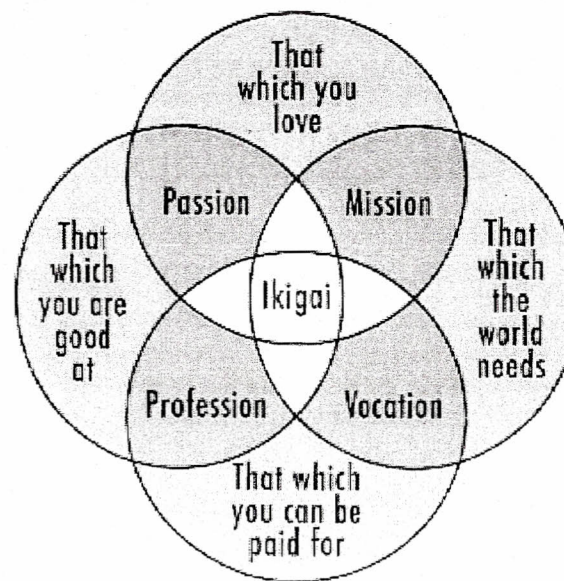 That
which you
love
Passion
Mission
That
which
you are
good
at
Ikigai
That
which
the
world
needs
Profession
Vocation
That which
you can be
paid for